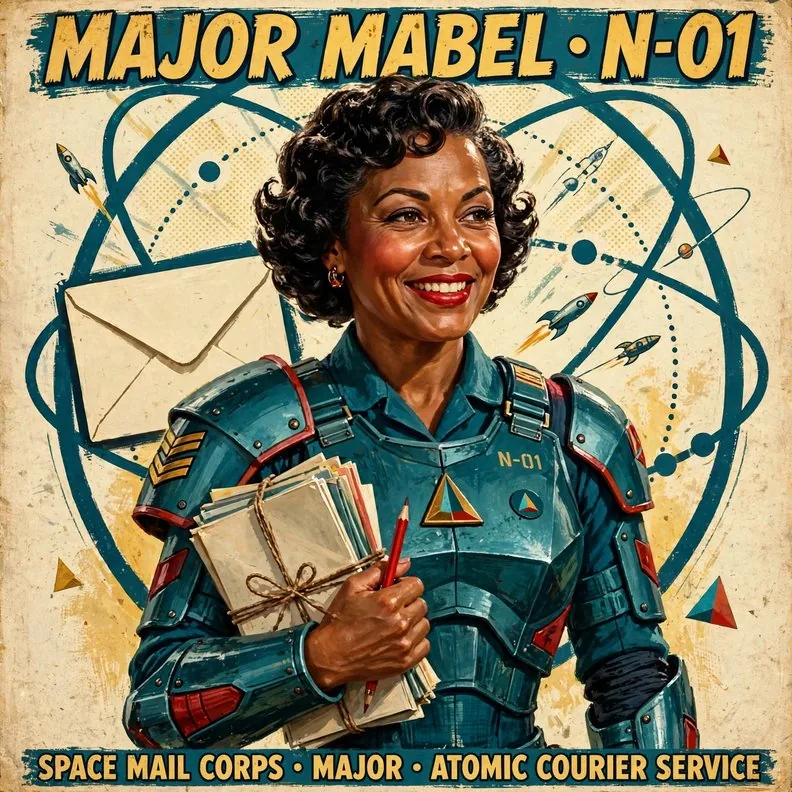 MAJOR MABEL · N-01
N-01
SPACE MAIL CORPS · MAJOR · ATOMIC COURIER SERVICE